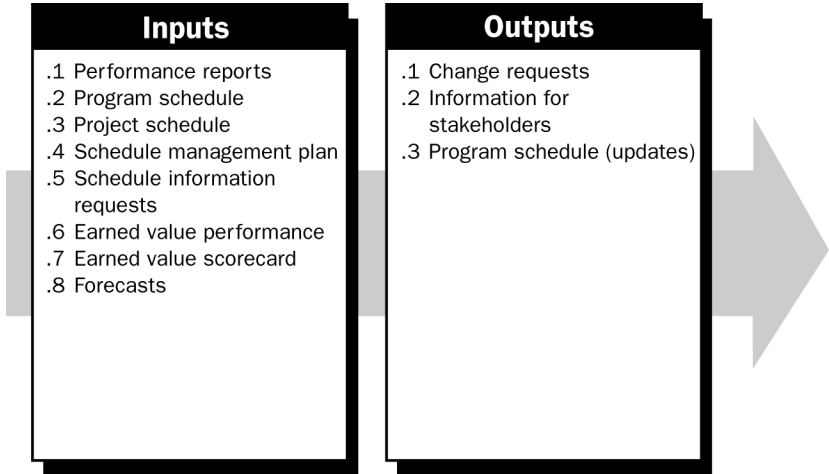 Inputs
.1 Performance reports
.2 Program schedule
.3 Project schedule
.4 Schedule management plan
.5 Schedule information
requests
.6 Earned value performance
.7 Earned value scorecard
.8 Forecasts
Outputs
.1 Change requests
.2 Information for
stakeholders
.3 Program schedule (updates)